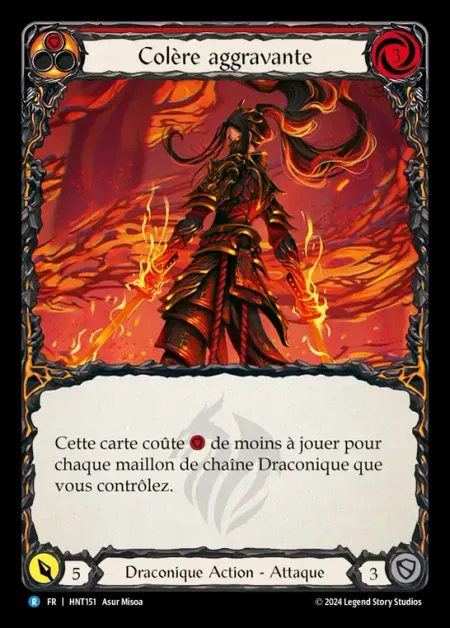 Colère aggravante
3
Cette carte coûte de moins à jouer pour
chaque maillon de chaîne Draconique que
vous contrôlez.
5
Draconique Action - Attaque
3
R FR | HNT151 Asur Misoa
© 2024 Legend Story Studios